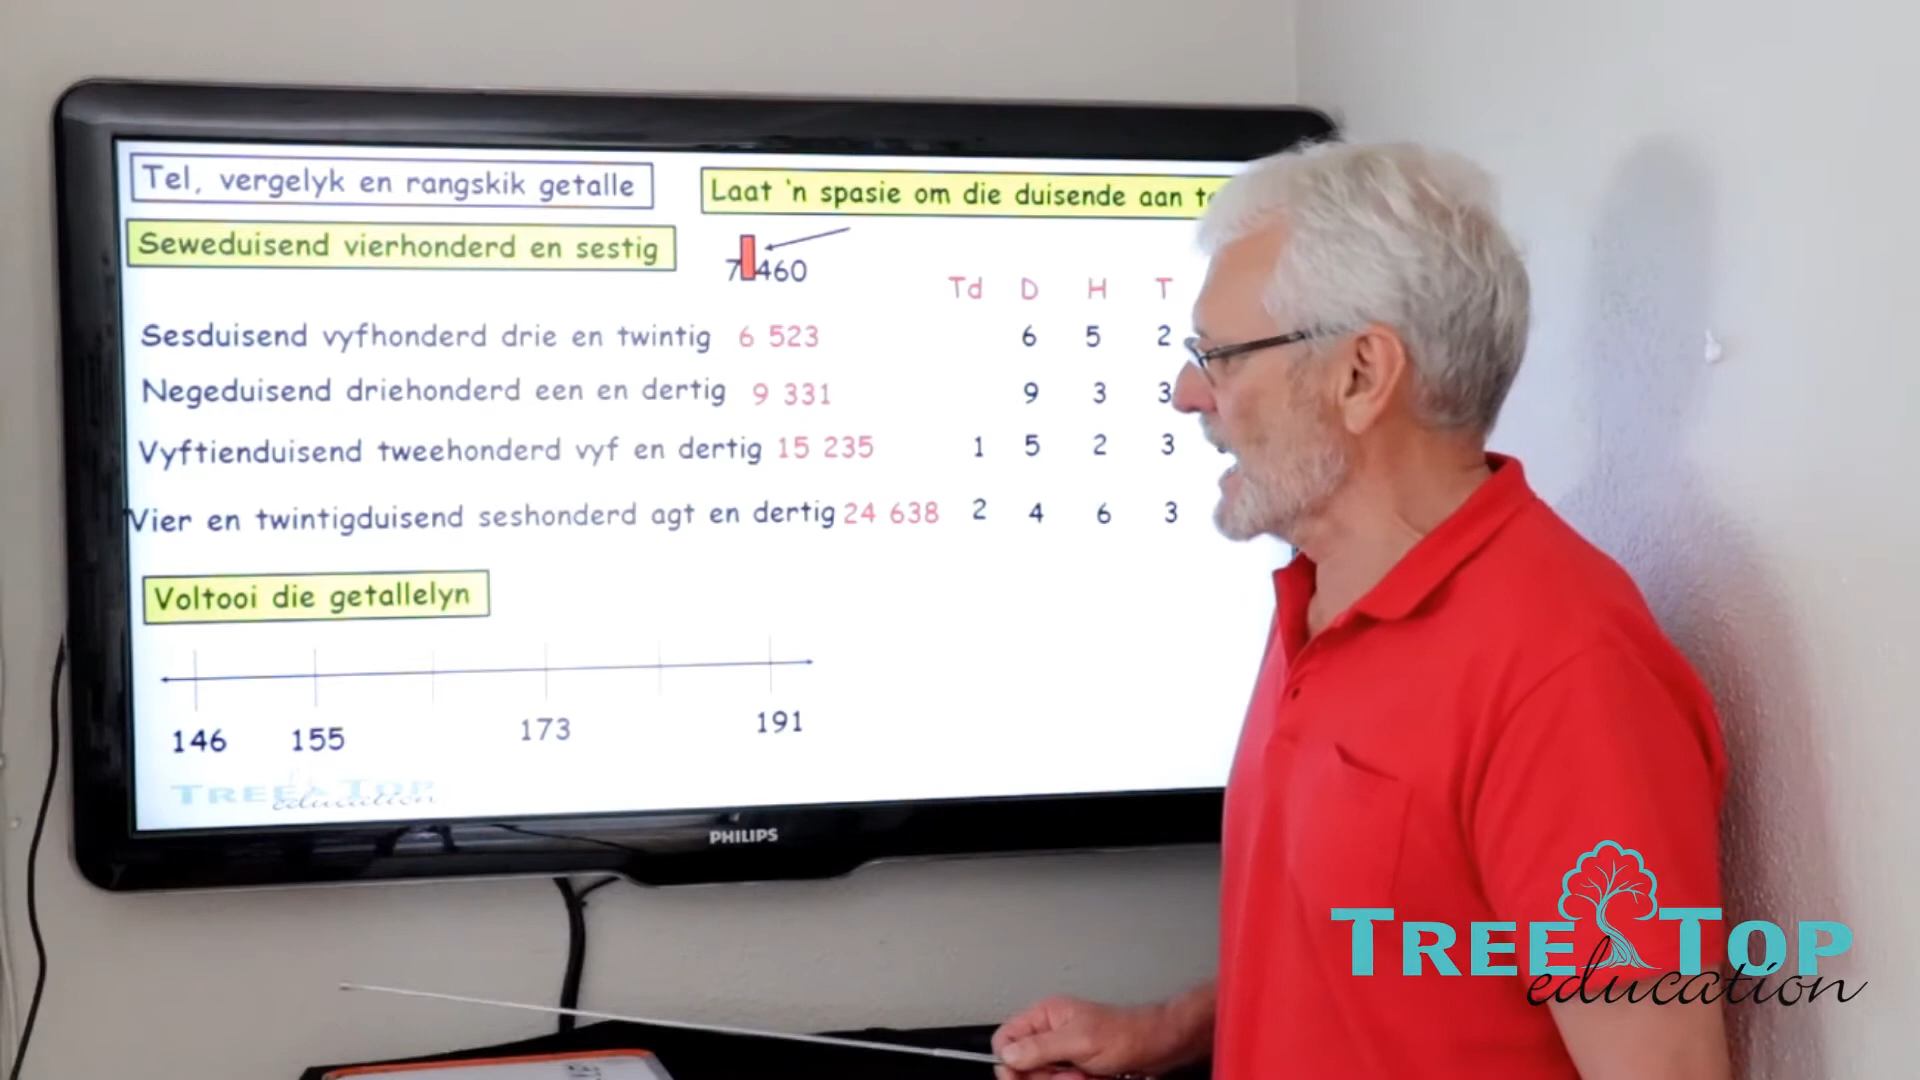 Tel, vergelyk en rangskik getalle
Laat 'n spasie om die duisende aan
Seweduisend vierhonderd en sestig
7 460
Td D H T
Sesduisend vyfhonderd drie en twintig 6 523 6 5 2
Negeduisend driehonderd een en dertig 9 331 9 3 3
Vyftienduisend tweehonderd vyf en dertig 15 235 1 5 2 3
Vier en twintigduisend seshonderd agt en dertig 24 638 2 4 6 3
Voltooi die getallelyn
146 155 173 191
TREE TOP
education
PHILIPS
TREE TOP
education